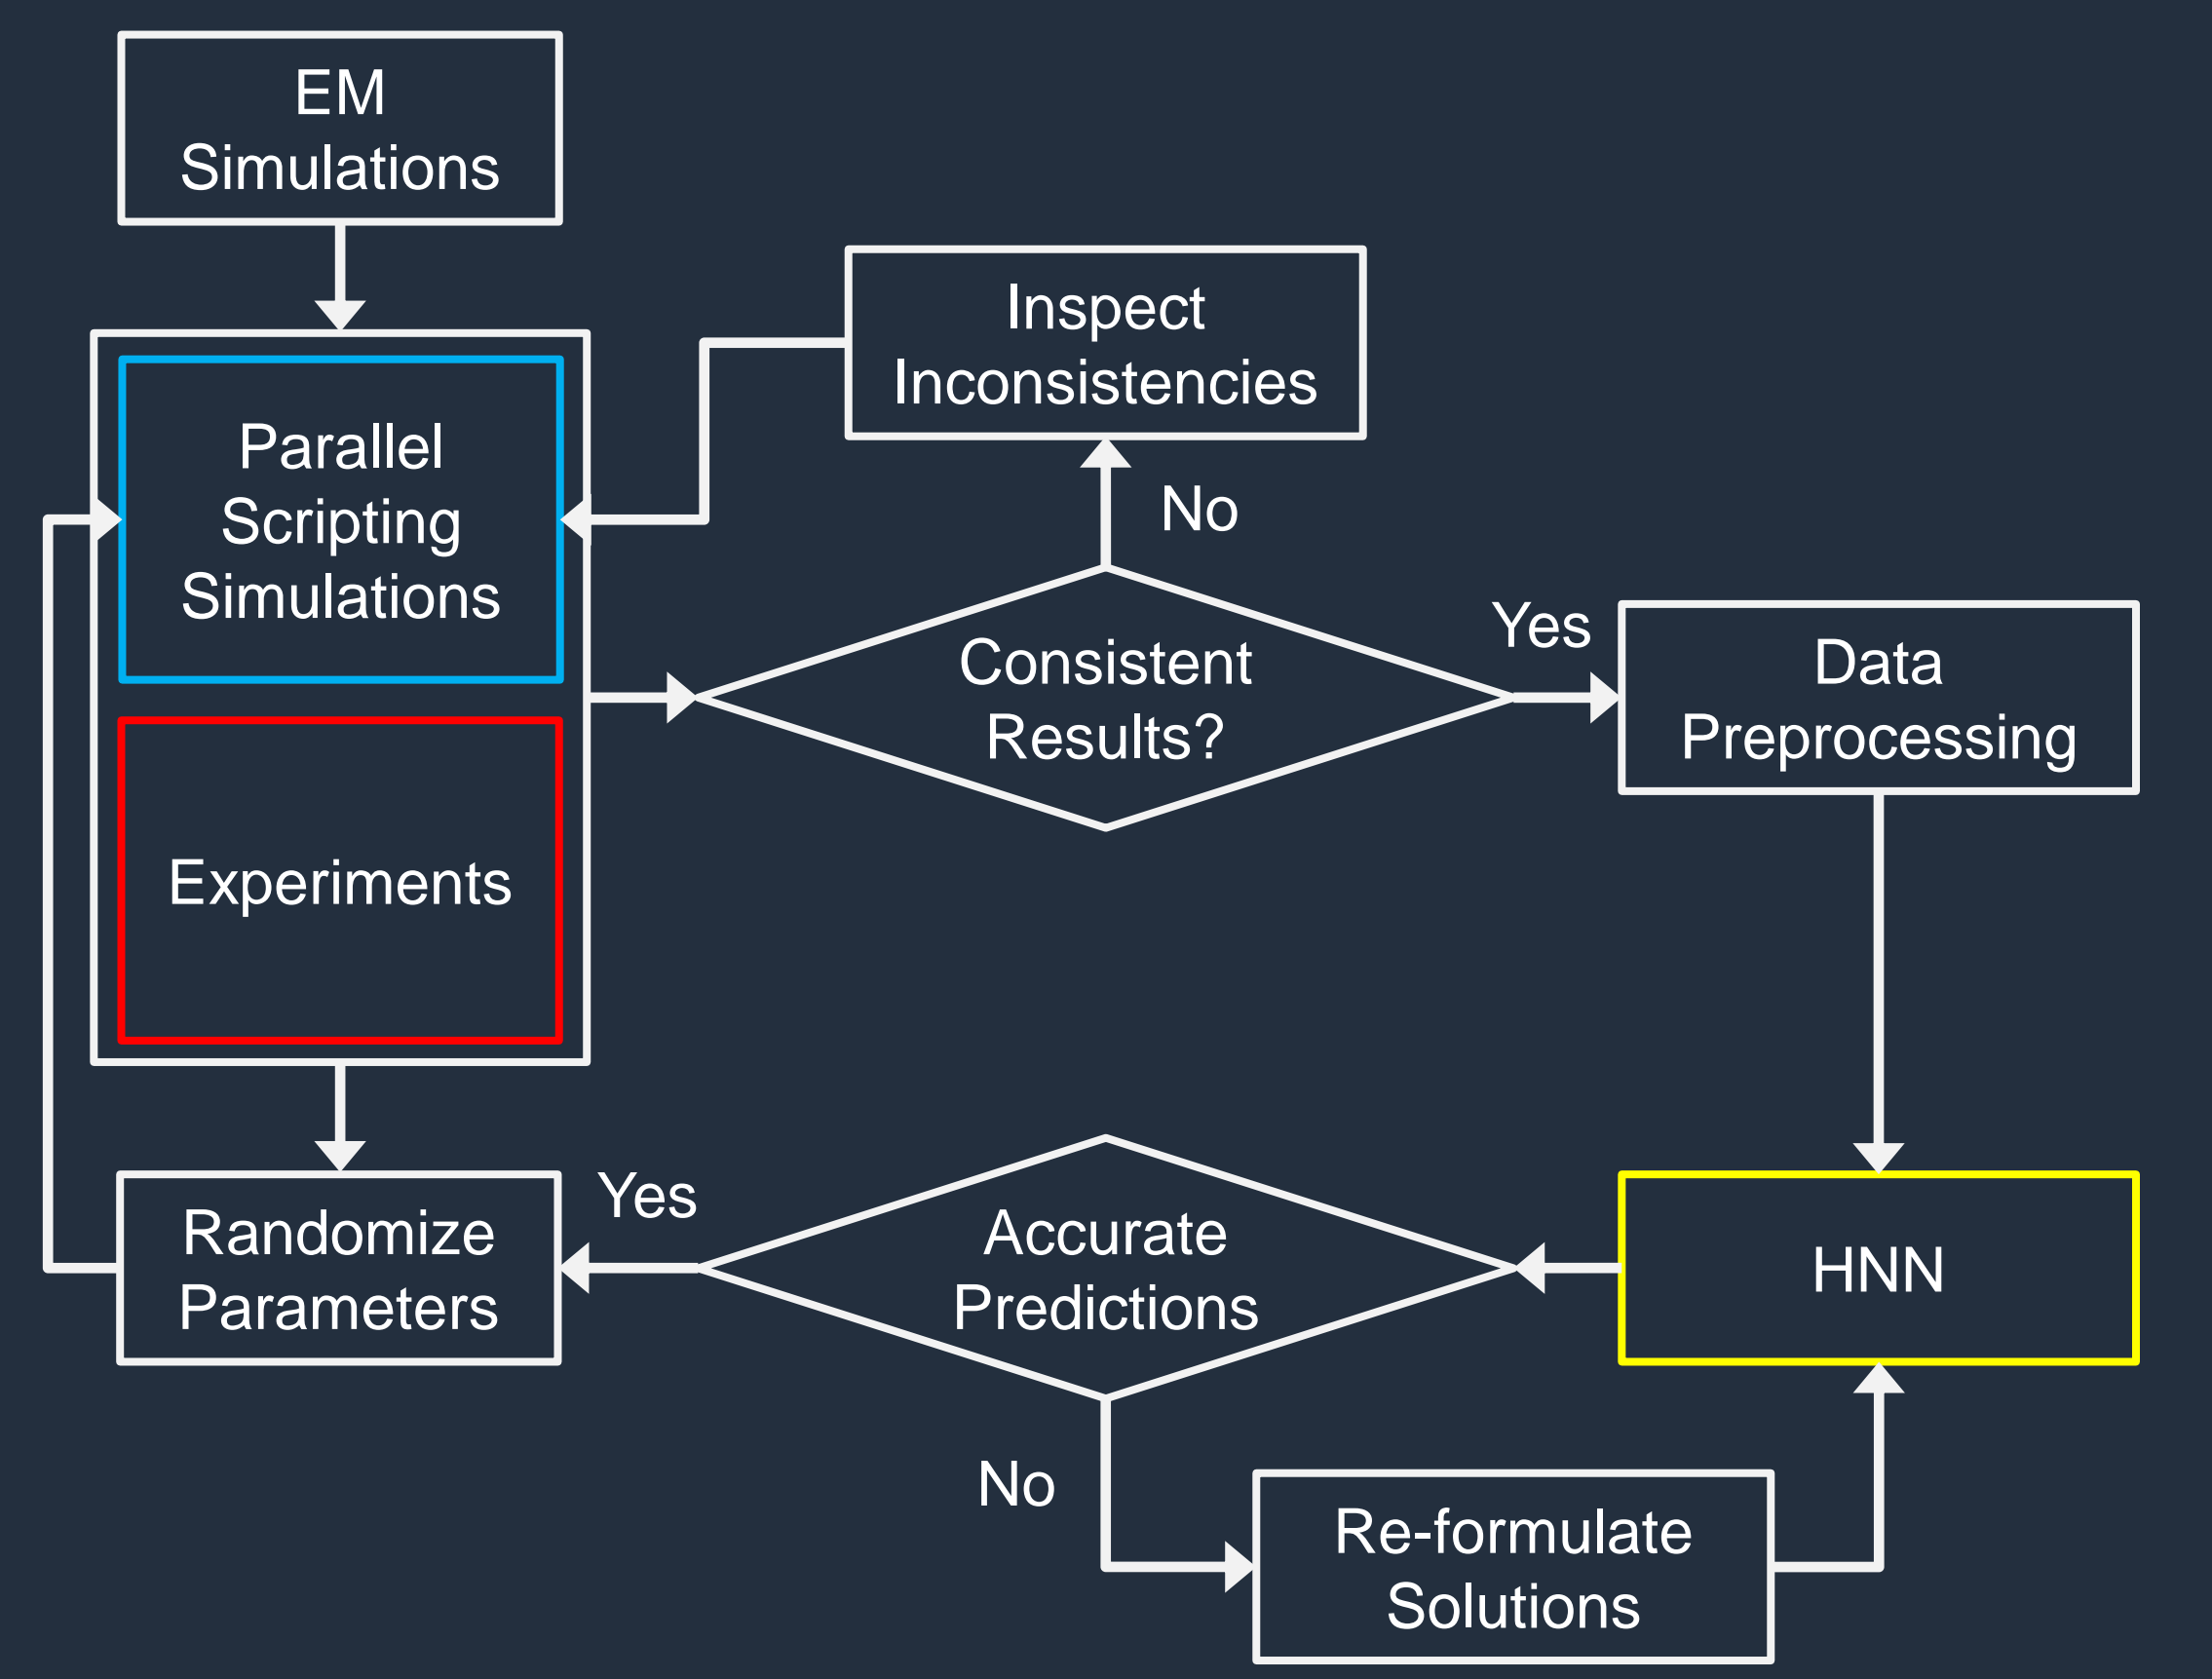 EM
Simulations
Parallel
Scripting
Simulations
Experiments
Inspect
Inconsistencies
No
Consistent
Results?
Yes
Data
Preprocessing
HNN
Accurate
Predictions
Yes
Randomize
Parameters
No
Re-formulate
Solutions